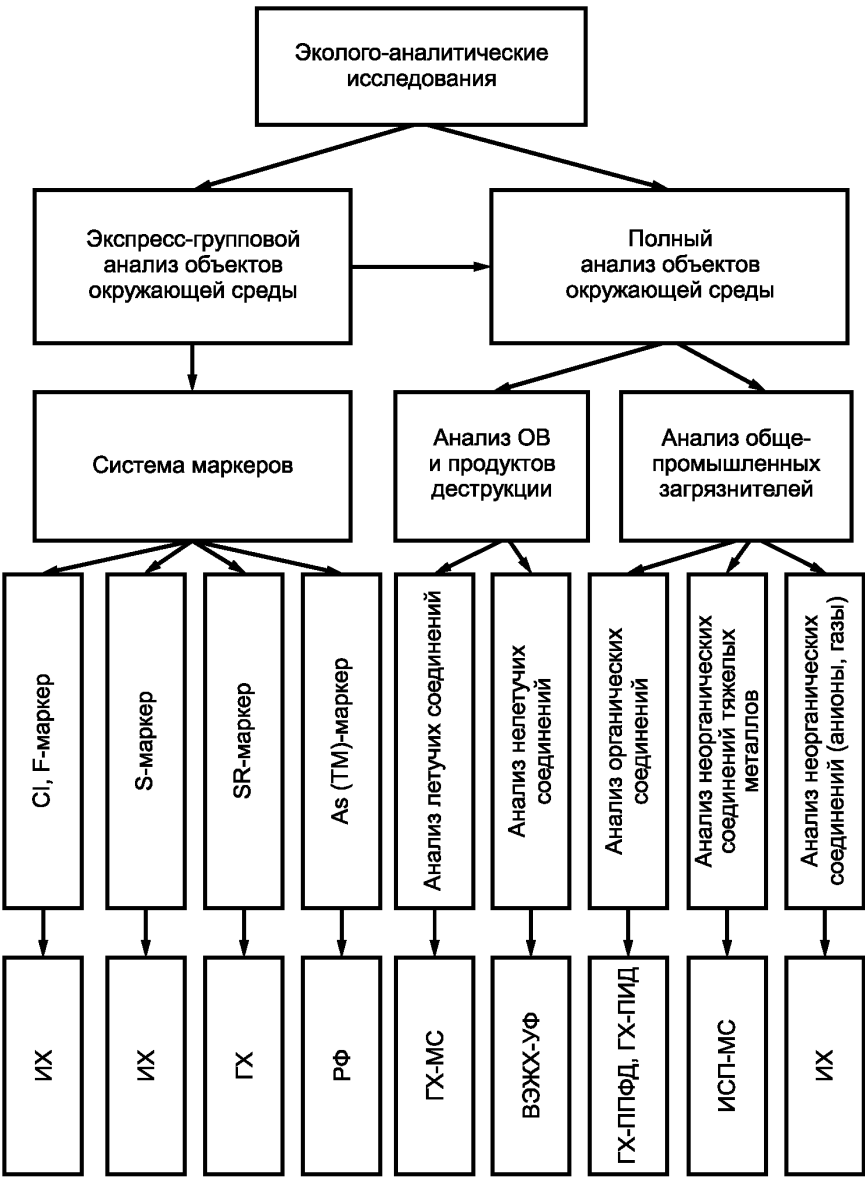 Эколого-аналитические
исследования
Экспресс-групповой
анализ объектов
окружающей среды
Полный
анализ объектов
окружающей среды
Система маркеров
Анализ ОВ
и продуктов
деструкции
Анализ обще-
промышленных
загрязнителей
Cl, F-маркер
S-маркер
SR-маркер
As (ТМ)-маркер
Анализ летучих соединений
Анализ нелетучих
соединений
Анализ органических
соединений
Анализ неорганических
соединений тяжелых
металлов
Анализ неорганических
соединений (анионы, газы)
ИХ
ИХ
ГХ
РФ
ГХ-МС
ВЭЖХ-УФ
ГХ-ППФД, ГХ-ПИД
ИСП-МС
ИХ